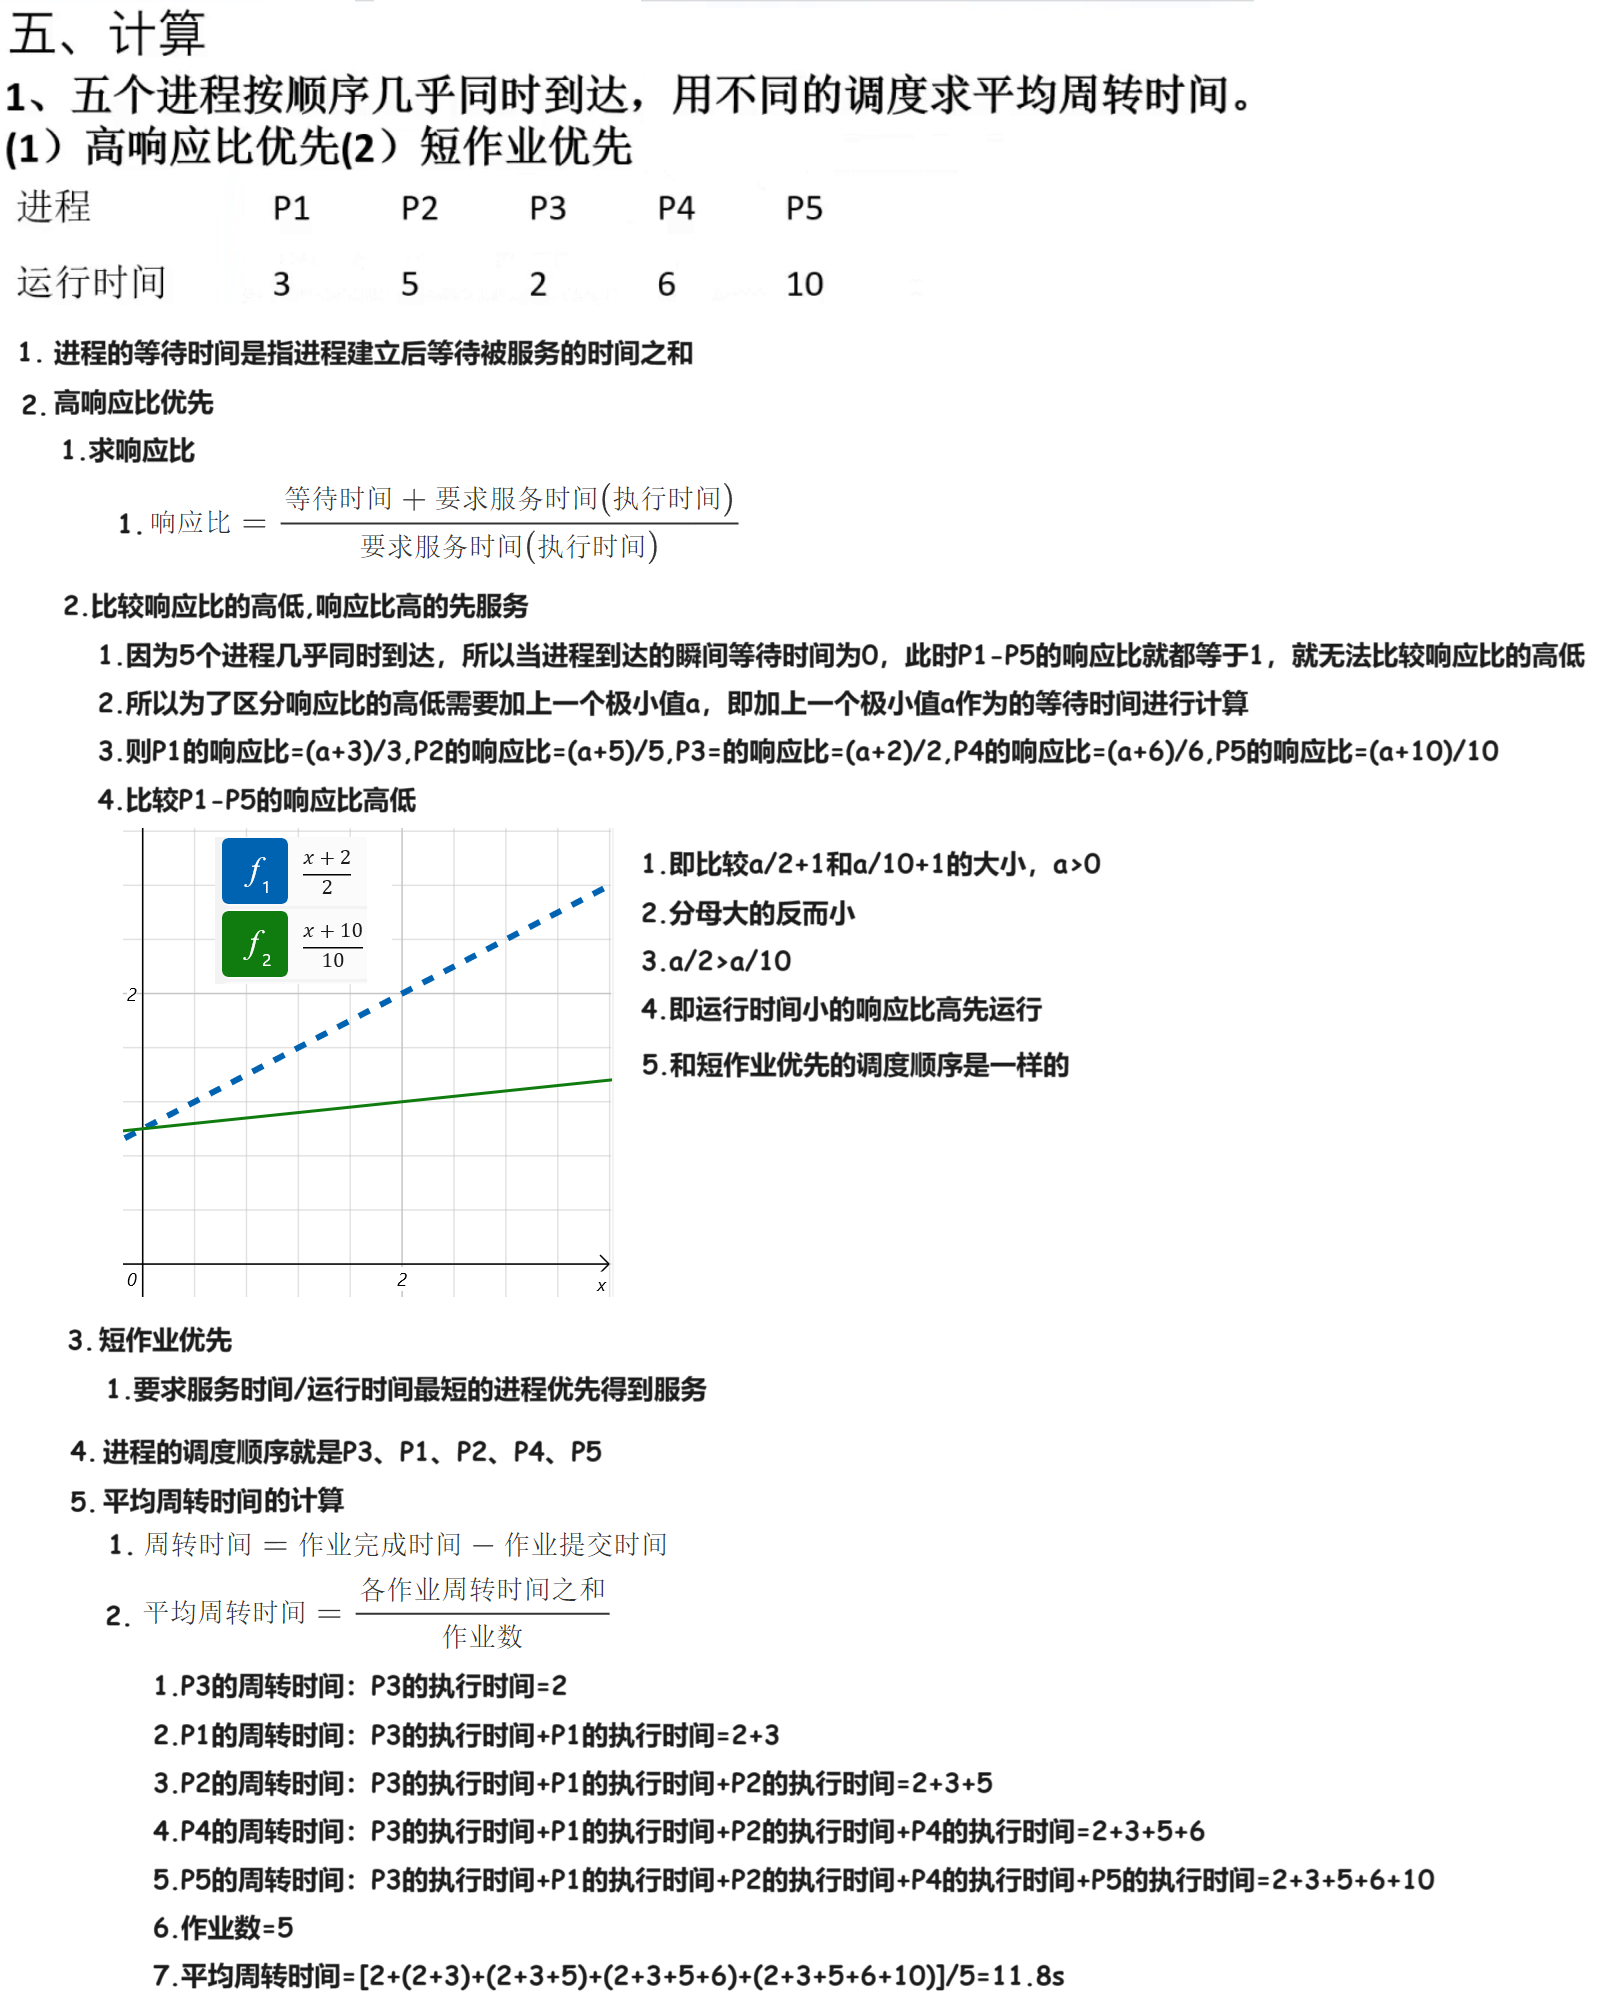 五、计算
1、五个进程按顺序几乎同时到达，用不同的调度求平均周转时间。
(1）高响应比优先(2）短作业优先
进程 P1 P2 P3 P4 P5
运行时间 3 5 2 6 10
1. 进程的等待时间是指进程建立后等待被服务的时间之和
2. 高响应比优先
1.求响应比
1. 响应比 = 等待时间 + 要求服务时间(执行时间)
要求服务时间(执行时间)
2.比较响应比的高低,响应比高的先服务
1.因为5个进程几乎同时到达，所以当进程到达的瞬间等待时间为0，此时P1-P5的响应比就都等于1，就无法比较响应比的高低
2.所以为了区分响应比的高低需要加上一个极小值a，即加上一个极小值a作为的等待时间进行计算
3.则P1的响应比=(a+3)/3,P2的响应比=(a+5)/5,P3=的响应比=(a+2)/2,P4的响应比=(a+6)/6,P5的响应比=(a+10)/10
4.比较P1-P5的响应比高低
f1 x + 2
2
f2 x + 10
10
2
0 2 x
1.即比较a/2+1和a/10+1的大小，a>0
2.分母大的反而小
3.a/2>a/10
4.即运行时间小的响应比高先运行
5.和短作业优先的调度顺序是一样的
3. 短作业优先
1.要求服务时间/运行时间最短的进程优先得到服务
4. 进程的调度顺序就是P3、P1、P2、P4、P5
5. 平均周转时间的计算
1. 周转时间 = 作业完成时间 − 作业提交时间
2. 平均周转时间 = 各作业周转时间之和
作业数
1.P3的周转时间：P3的执行时间=2
2.P1的周转时间：P3的执行时间+P1的执行时间=2+3
3.P2的周转时间：P3的执行时间+P1的执行时间+P2的执行时间=2+3+5
4.P4的周转时间：P3的执行时间+P1的执行时间+P2的执行时间+P4的执行时间=2+3+5+6
5.P5的周转时间：P3的执行时间+P1的执行时间+P2的执行时间+P4的执行时间+P5的执行时间=2+3+5+6+10
6.作业数=5
7.平均周转时间=[2+(2+3)+(2+3+5)+(2+3+5+6)+(2+3+5+6+10)]/5=11.8s